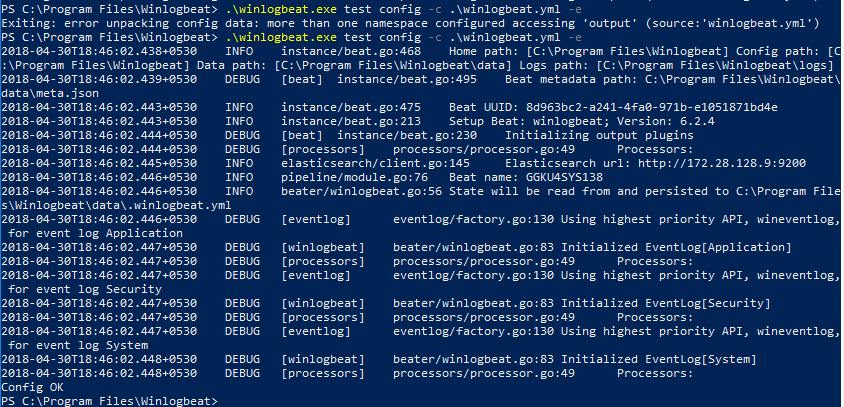 PS C:\Program Files\Winlogbeat> .\winlogbeat.exe test config -c .\winlogbeat.yml -e
Exiting: error unpacking config data: more than one namespace configured accessing 'output' (source:'winlogbeat.yml')
PS C:\Program Files\Winlogbeat> .\winlogbeat.exe test config -c .\winlogbeat.yml -e
2018-04-30T18:46:02.438+0530 INFO instance/beat.go:468 Home path: [C:\Program Files\Winlogbeat] Config path: [C
:\Program Files\Winlogbeat] Data path: [C:\Program Files\Winlogbeat\data] Logs path: [C:\Program Files\Winlogbeat\logs]
2018-04-30T18:46:02.439+0530 DEBUG [beat] instance/beat.go:495 Beat metadata path: C:\Program Files\Winlogbeat\
data\meta.json
2018-04-30T18:46:02.443+0530 INFO instance/beat.go:475 Beat UUID: 8d963bc2-a241-4fa0-971b-e1051871bd4e
2018-04-30T18:46:02.443+0530 INFO instance/beat.go:213 Setup Beat: winlogbeat; Version: 6.2.4
2018-04-30T18:46:02.444+0530 DEBUG [beat] instance/beat.go:230 Initializing output plugins
2018-04-30T18:46:02.444+0530 DEBUG [processors] processors/processor.go:49 Processors:
2018-04-30T18:46:02.445+0530 INFO elasticsearch/client.go:145 Elasticsearch url: http://172.28.128.9:9200
2018-04-30T18:46:02.446+0530 INFO pipeline/module.go:76 Beat name: GGKU4SYS138
2018-04-30T18:46:02.446+0530 INFO beater/winlogbeat.go:56 State will be read from and persisted to C:\Program File
s\Winlogbeat\data\.winlogbeat.yml
2018-04-30T18:46:02.446+0530 DEBUG [eventlog] eventlog/factory.go:130 Using highest priority API, wineventlog,
for event log Application
2018-04-30T18:46:02.447+0530 DEBUG [winlogbeat] beater/winlogbeat.go:83 Initialized EventLog[Application]
2018-04-30T18:46:02.447+0530 DEBUG [processors] processors/processor.go:49 Processors:
2018-04-30T18:46:02.447+0530 DEBUG [eventlog] eventlog/factory.go:130 Using highest priority API, wineventlog,
for event log Security
2018-04-30T18:46:02.447+0530 DEBUG [winlogbeat] beater/winlogbeat.go:83 Initialized EventLog[Security]
2018-04-30T18:46:02.447+0530 DEBUG [processors] processors/processor.go:49 Processors:
2018-04-30T18:46:02.447+0530 DEBUG [eventlog] eventlog/factory.go:130 Using highest priority API, wineventlog,
for event log System
2018-04-30T18:46:02.448+0530 DEBUG [winlogbeat] beater/winlogbeat.go:83 Initialized EventLog[System]
2018-04-30T18:46:02.448+0530 DEBUG [processors] processors/processor.go:49 Processors:
Config OK
PS C:\Program Files\Winlogbeat>